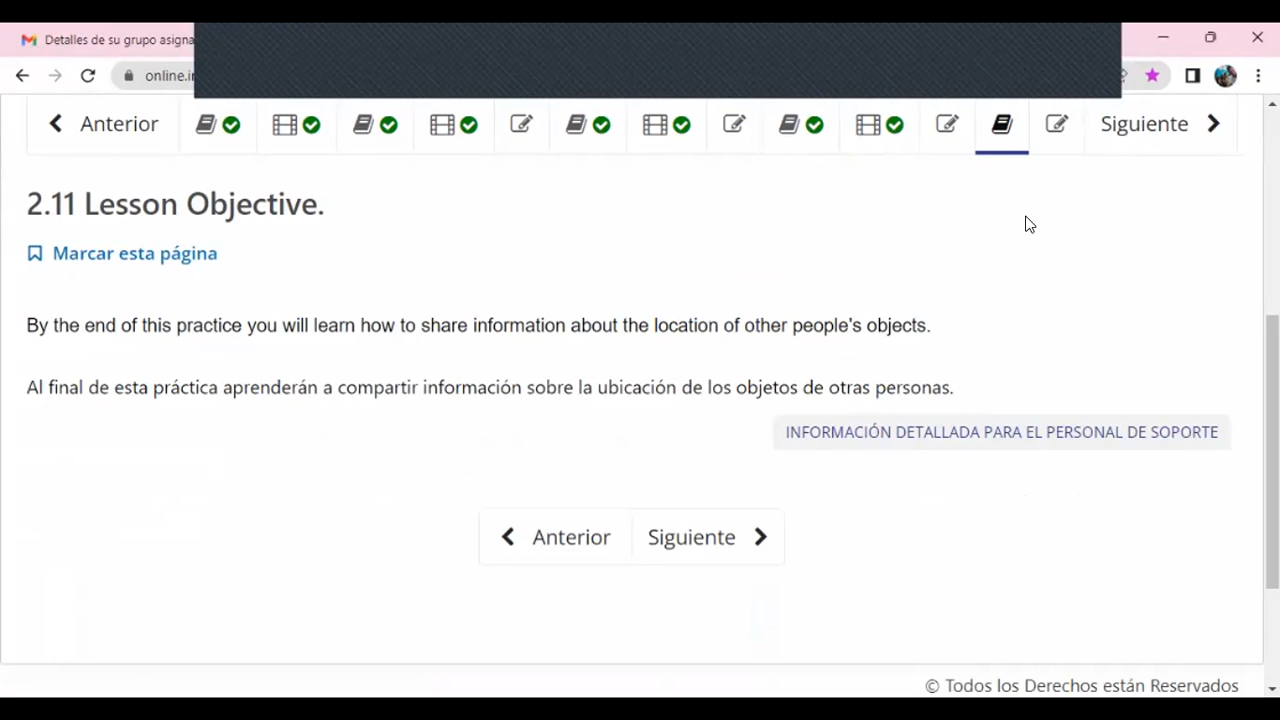 Detalles de su grupo asigna
online.i
Anterior
Siguiente
2.11 Lesson Objective.
Marcar esta página
By the end of this practice you will learn how to share information about the location of other people's objects.
Al final de esta práctica aprenderán a compartir información sobre la ubicación de los objetos de otras personas.
INFORMACIÓN DETALLADA PARA EL PERSONAL DE SOPORTE
Anterior
Siguiente
© Todos los Derechos están Reservados